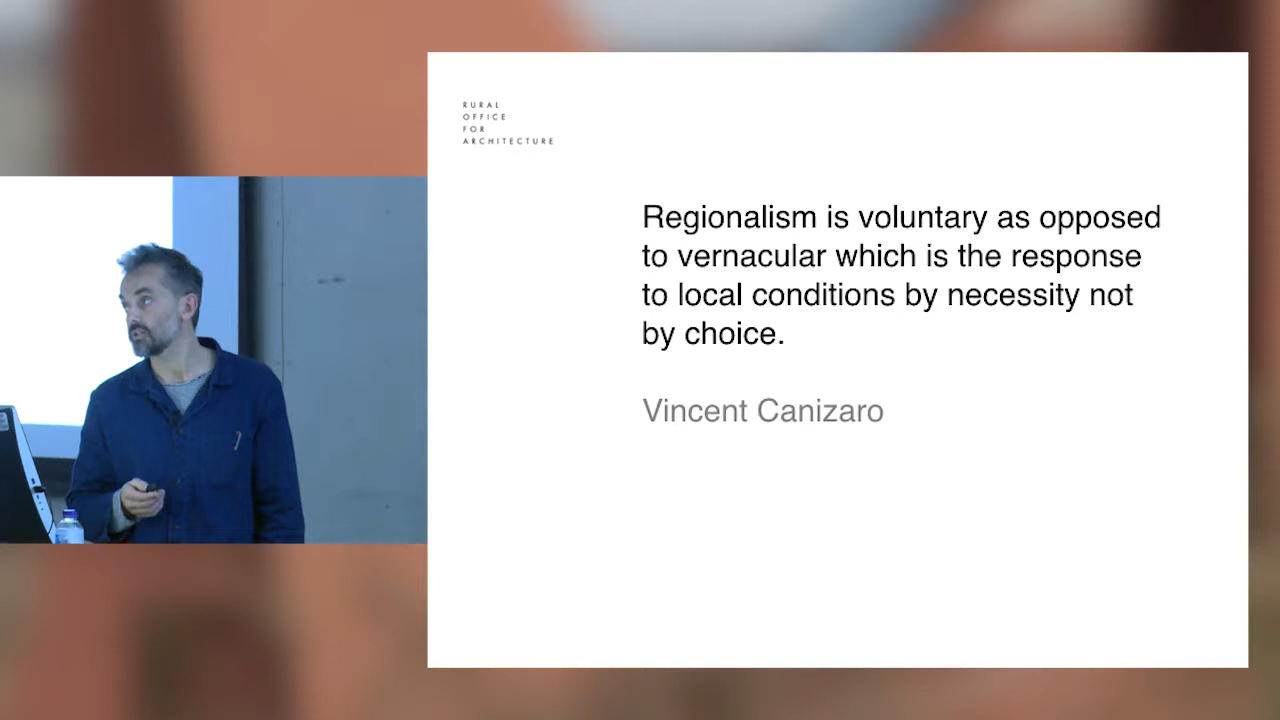 RURAL
OFFICE
FOR
ARCHITECTURE
Regionalism is voluntary as opposed
to vernacular which is the response
to local conditions by necessity not
by choice.
Vincent Canizaro